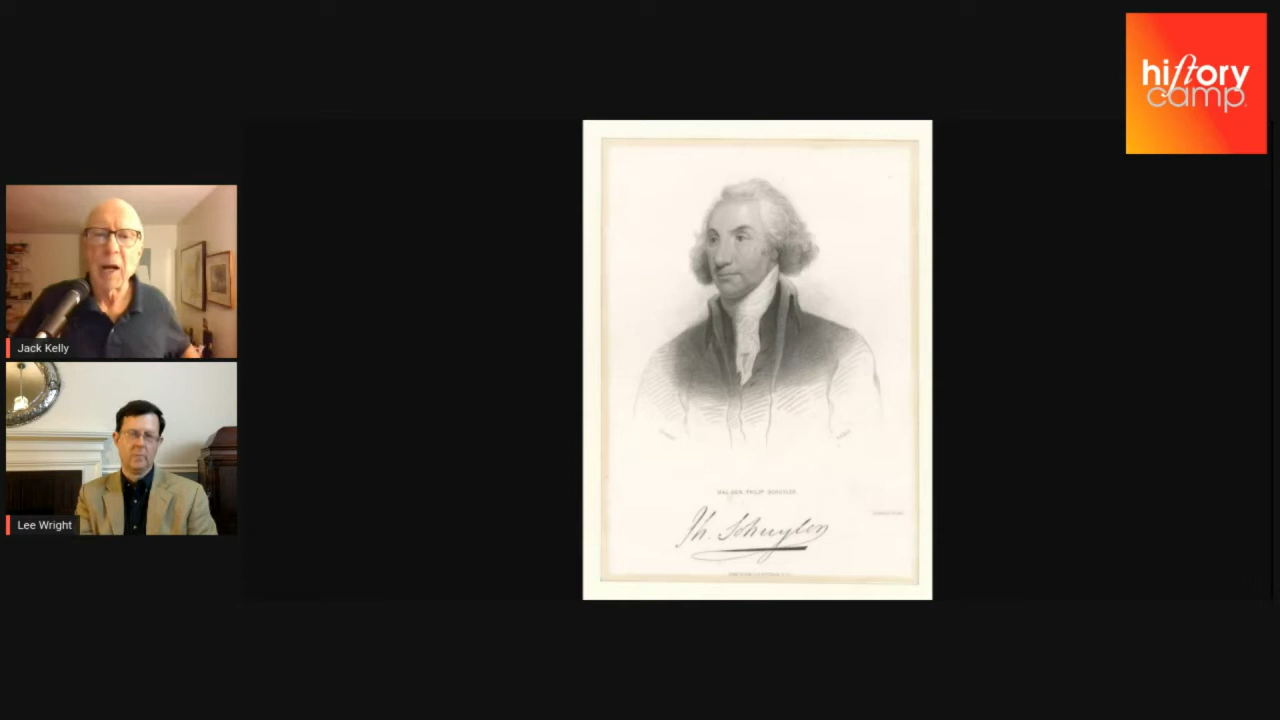 hiſtory
camp
Jack Kelly
Lee Wright
MAJ. GEN. PHILIP SCHUYLER.
Ph. Schuyler